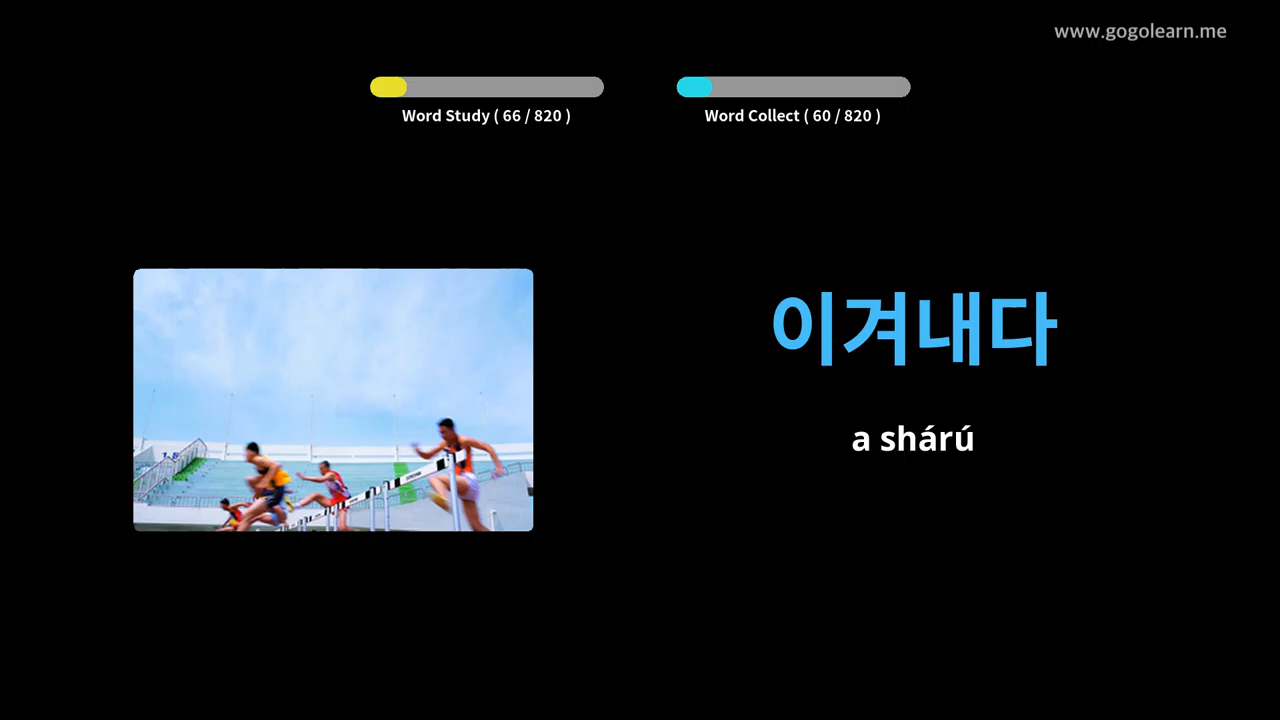 www.gogolearn.me
Word Study ( 66 / 820 )
Word Collect ( 60 / 820 )
이겨내다
a shárú